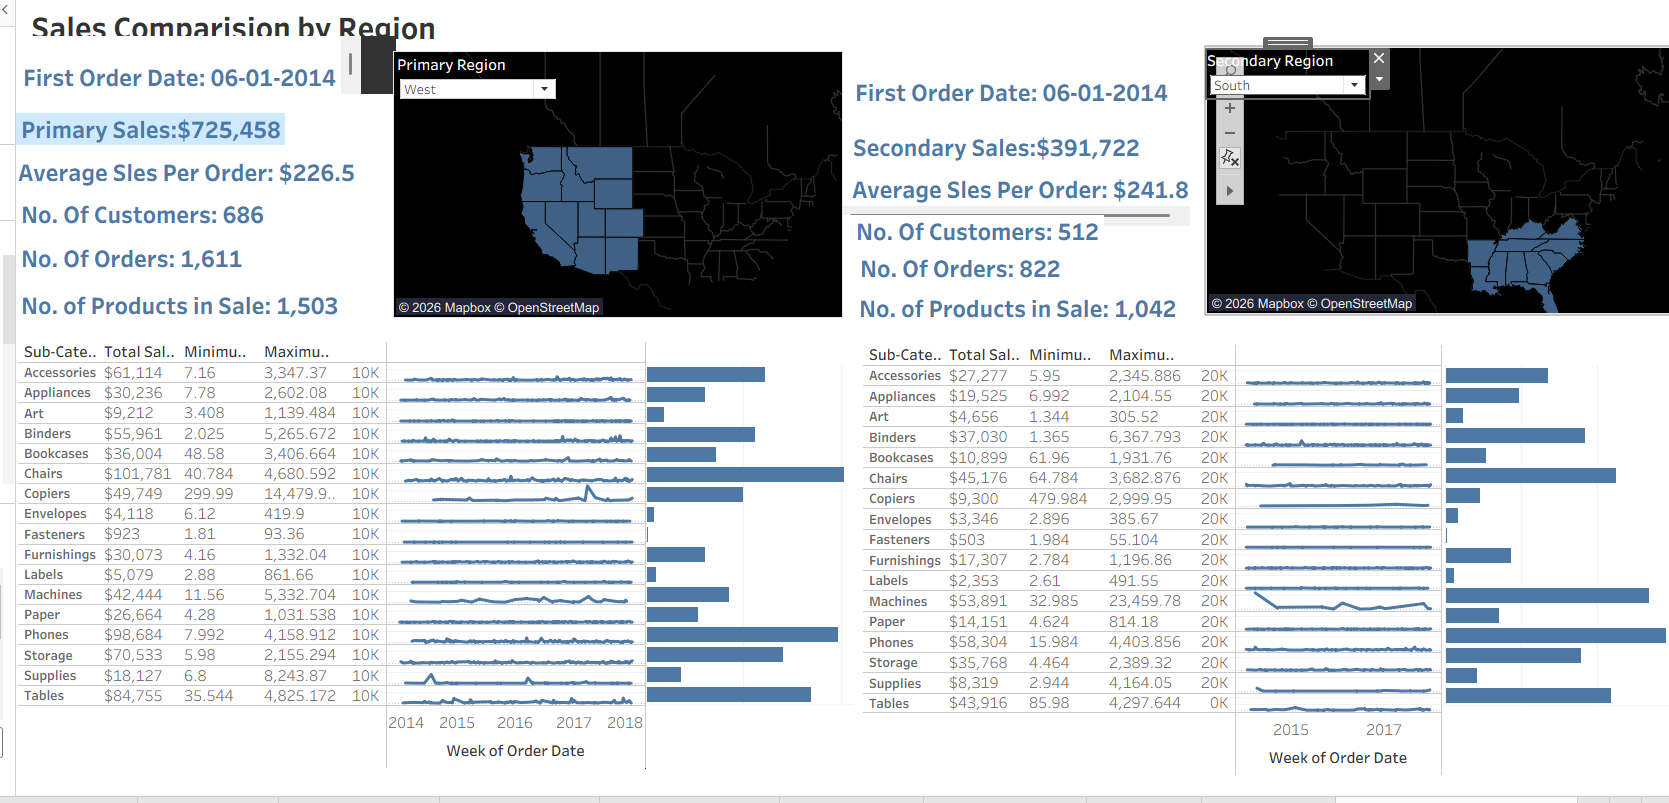 Sales Comparision by Region
First Order Date: 06-01-2014
Primary Sales:$725,458
Average Sles Per Order: $226.5
No. Of Customers: 686
No. Of Orders: 1,611
No. of Products in Sale: 1,503
Primary Region
West
© 2026 Mapbox © OpenStreetMap
First Order Date: 06-01-2014
Secondary Sales:$391,722
Average Sles Per Order: $241.8
No. Of Customers: 512
No. Of Orders: 822
No. of Products in Sale: 1,042
Secondary Region
South
© 2026 Mapbox © OpenStreetMap
Sub-Cate.. Total Sal.. Minimu.. Maximu..
Accessories $61,114 7.16 3,347.37 10K
Appliances $30,236 7.78 2,602.08 10K
Art $9,212 3.408 1,139.484 10K
Binders $55,961 2.025 5,265.672 10K
Bookcases $36,004 48.58 3,406.664 10K
Chairs $101,781 40.784 4,680.592 10K
Copiers $49,749 299.99 14,479.9.. 10K
Envelopes $4,118 6.12 419.9 10K
Fasteners $923 1.81 93.36 10K
Furnishings $30,073 4.16 1,332.04 10K
Labels $5,079 2.88 861.66 10K
Machines $42,444 11.56 5,332.704 10K
Paper $26,664 4.28 1,031.538 10K
Phones $98,684 7.992 4,158.912 10K
Storage $70,533 5.98 2,155.294 10K
Supplies $18,127 6.8 8,243.87 10K
Tables $84,755 35.544 4,825.172 10K
2014 2015 2016 2017 2018
Week of Order Date
Sub-Cate.. Total Sal.. Minimu.. Maximu..
Accessories $27,277 5.95 2,345.886 20K
Appliances $19,525 6.992 2,104.55 20K
Art $4,656 1.344 305.52 20K
Binders $37,030 1.365 6,367.793 20K
Bookcases $10,899 61.96 1,931.76 20K
Chairs $45,176 64.784 3,682.876 20K
Copiers $9,300 479.984 2,999.95 20K
Envelopes $3,346 2.896 385.67 20K
Fasteners $503 1.984 55.104 20K
Furnishings $17,307 2.784 1,196.86 20K
Labels $2,353 2.61 491.55 20K
Machines $53,891 32.985 23,459.78 20K
Paper $14,151 4.624 814.18 20K
Phones $58,304 15.984 4,403.856 20K
Storage $35,768 4.464 2,389.32 20K
Supplies $8,319 2.944 4,164.05 20K
Tables $43,916 85.98 4,297.644 0K
2015 2017
Week of Order Date